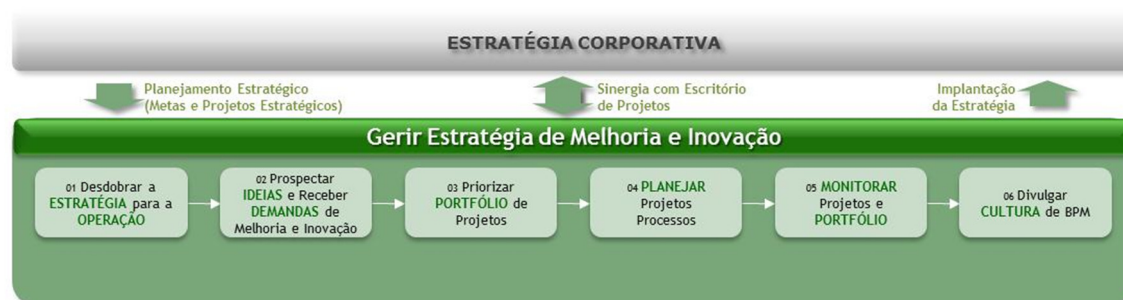 ESTRATÉGIA CORPORATIVA
Planejamento Estratégico
(Metas e Projetos Estratégicos)
Sinergia com Escritório
de Projetos
Implantação
da Estratégia
Gerir Estratégia de Melhoria e Inovação
01 Desdobrar a
ESTRATÉGIA para a
OPERAÇÃO
02 Prospectar
IDEIAS e Receber
DEMANDAS de
Melhoria e Inovação
03 Priorizar
PORTFÓLIO de
Projetos
04 PLANEJAR
Projetos
Processos
05 MONITORAR
Projetos e
PORTFÓLIO
06 Divulgar
CULTURA de BPM